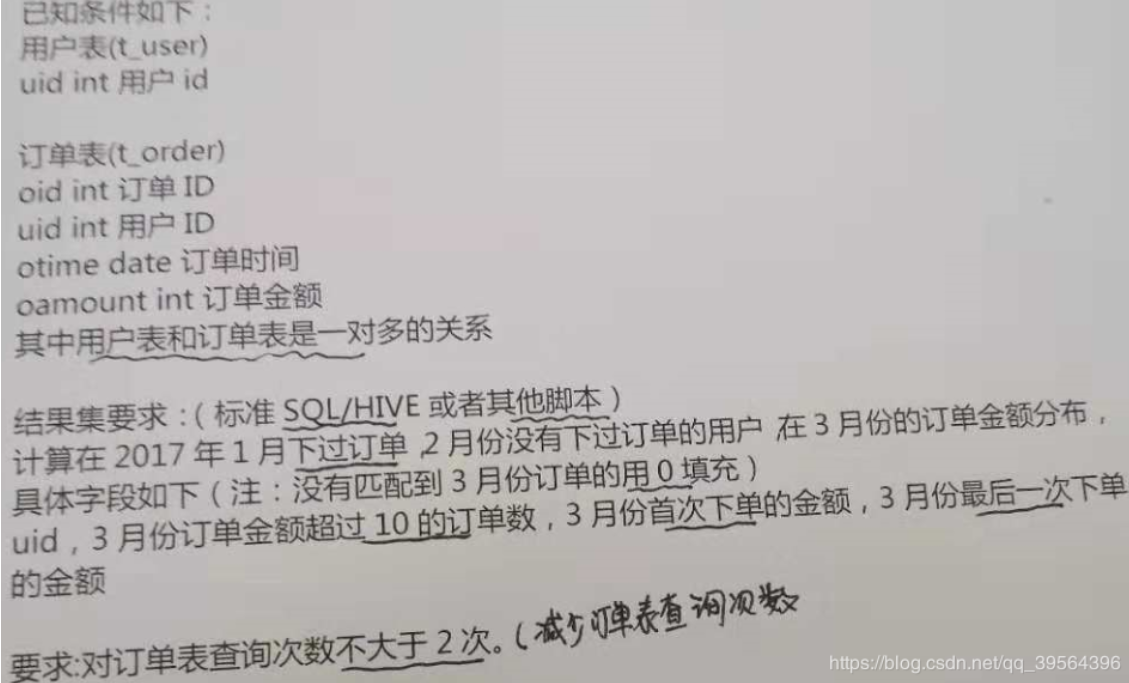 已知条件如下：
用户表(t_user)
uid int 用户 id
订单表(t_order)
oid int 订单 ID
uid int 用户 ID
otime date 订单时间
oamount int 订单金额
其中用户表和订单表是一对多的关系
结果集要求：（标准 SQL/HIVE 或者其他脚本）
计算在 2017 年 1 月下过订单 ,2 月份没有下过订单的用户 ,在 3 月份的订单金额分布，
具体字段如下（注：没有匹配到 3 月份订单的用 0 填充）
uid，3 月份订单金额超过 10 的订单数，3 月份首次下单的金额，3 月份最后一次下单
的金额
要求:对订单表查询次数不大于 2 次。（减少订单表查询次数
https://blog.csdn.net/qq_39564396